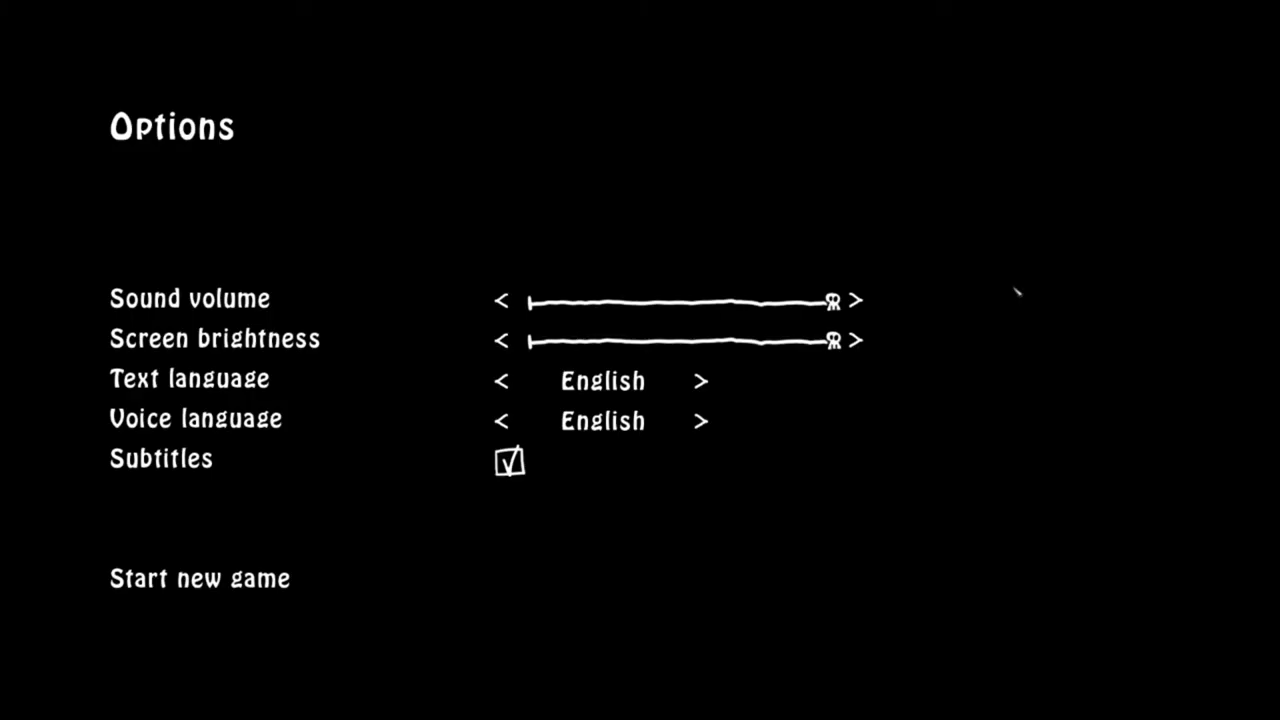 Options
Sound volume < >
Screen brightness < >
Text language < English >
Voice language < English >
Subtitles
Start new game